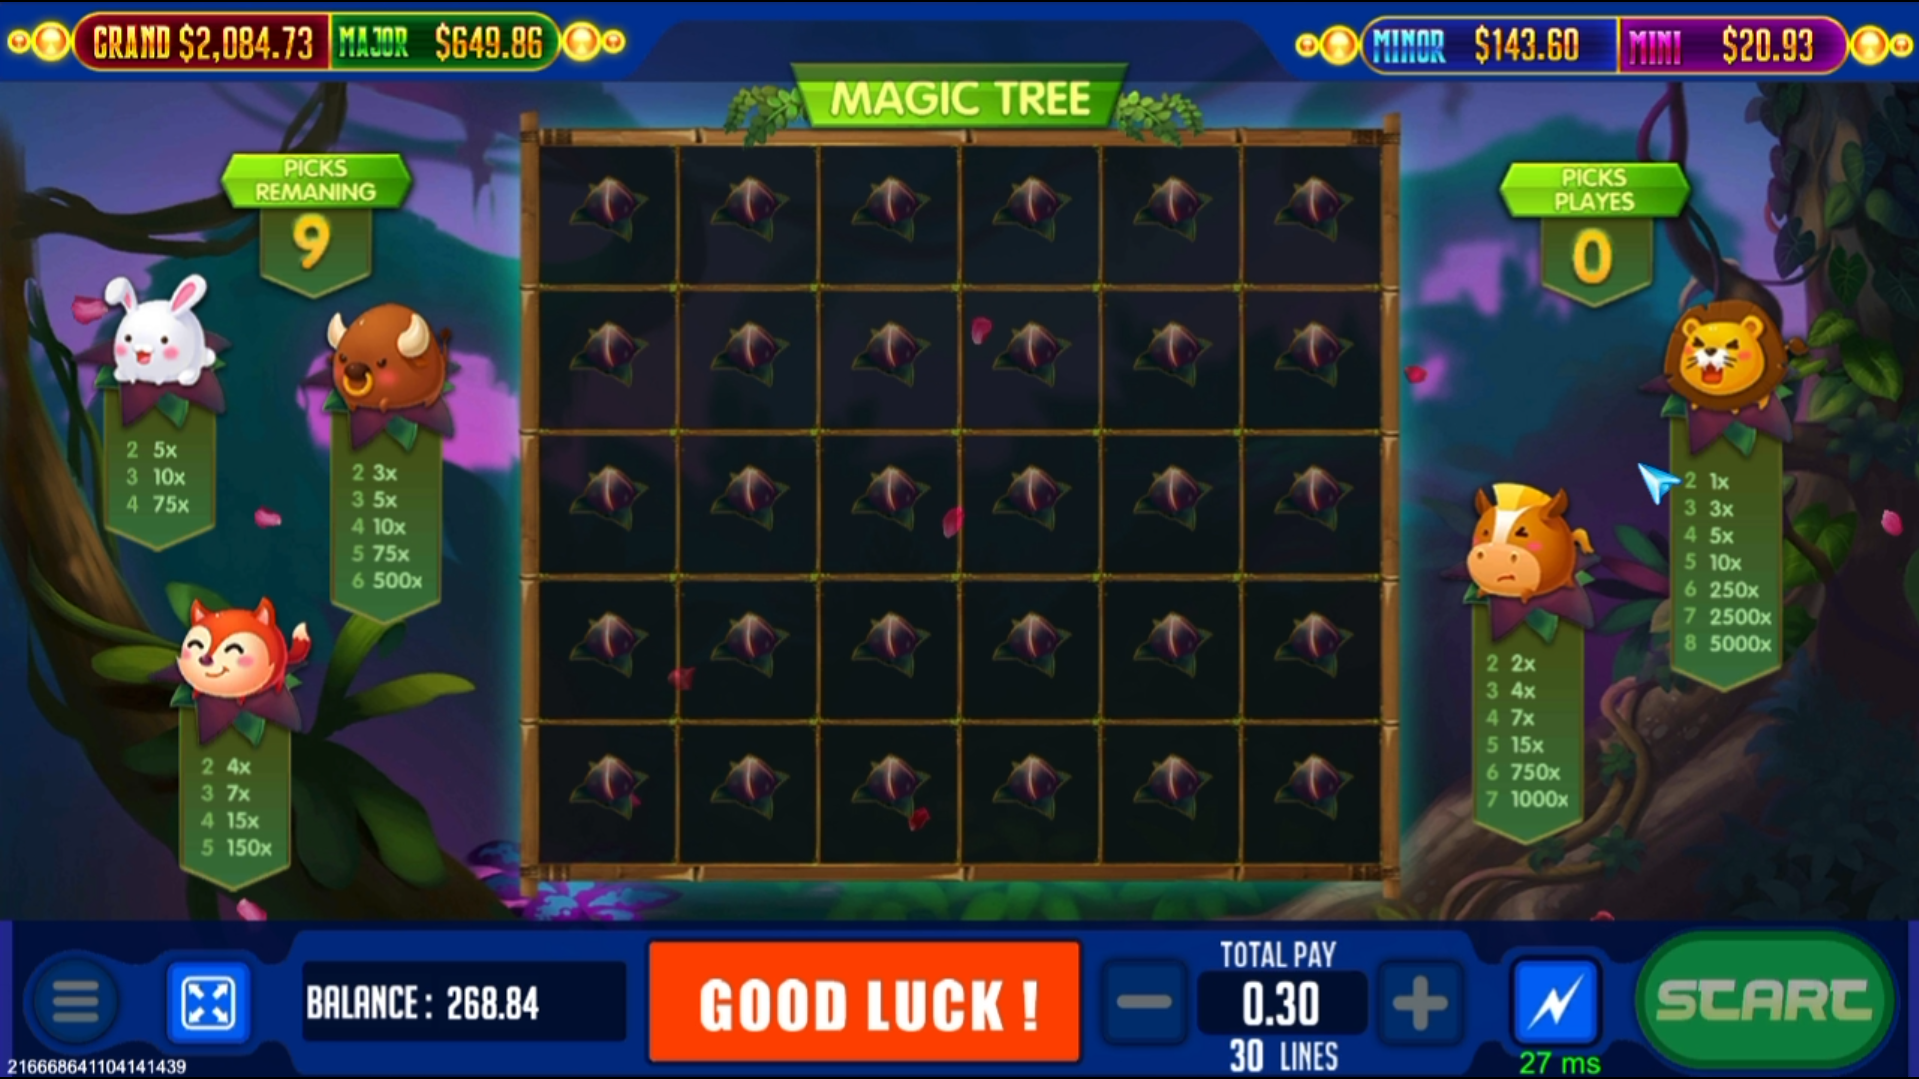 GRAND $2,084.73
MAJOR $649.86
MINOR $143.60
MINI $20.93
MAGIC TREE
PICKS
REMANING
9
PICKS
PLAYES
0
2 5x
3 10x
4 75x
2 3x
3 5x
4 10x
5 75x
6 500x
2 4x
3 7x
4 15x
5 150x
2 2x
3 4x
4 7x
5 15x
6 750x
7 1000x
2 1x
3 3x
4 5x
5 10x
6 250x
7 2500x
8 5000x
BALANCE : 268.84
GOOD LUCK !
TOTAL PAY
0.30
30 LINES
27 ms
START
216668641104141439